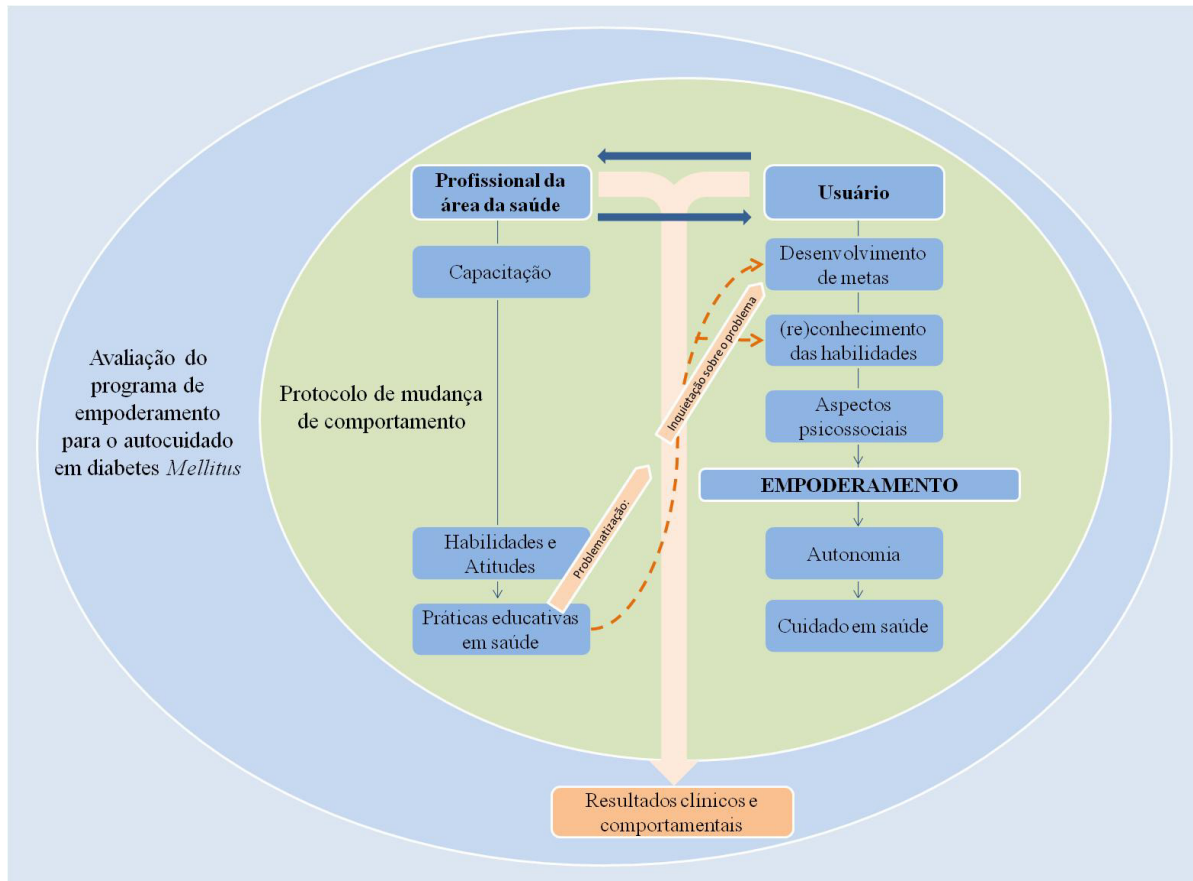 Avaliação do
programa de
empoderamento
para o autocuidado
em diabetes Mellitus
Protocolo de mudança
de comportamento
Profissional da
área da saúde
Capacitação
Habilidades e
Atitudes
Práticas educativas
em saúde
Problematização:
Inquietação sobre o problema
Usuário
Desenvolvimento
de metas
(re)conhecimento
das habilidades
Aspectos
psicossociais
EMPODERAMENTO
Autonomia
Cuidado em saúde
Resultados clínicos e
comportamentais